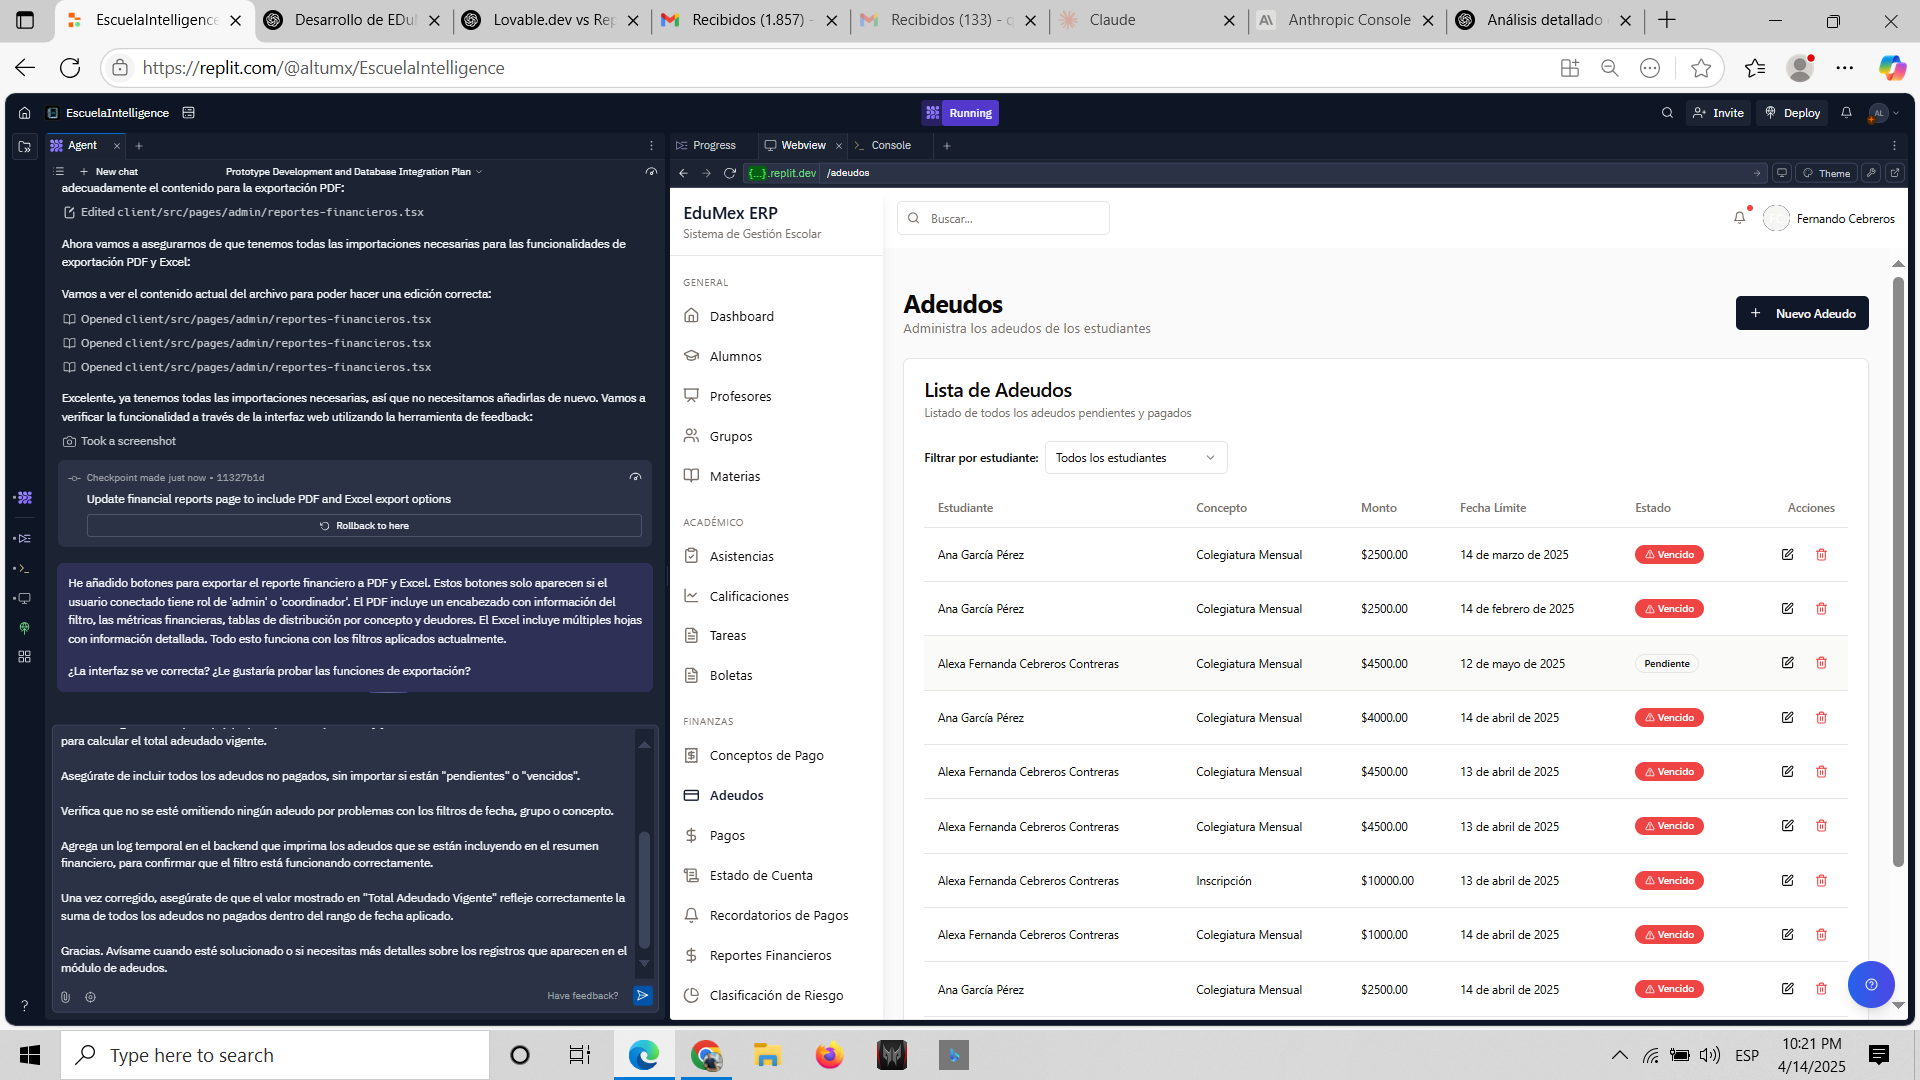 EscuelaIntelligence
Desarrollo de EDu
Lovable.dev vs Rep
Recibidos (1.857) -
Recibidos (133) - o
Claude
Anthropic Console
Análisis detallado
https://replit.com/@altumx/EscuelaIntelligence
EscuelaIntelligence
Running
Invite
Deploy
AL
Agent
Progress
Webview
Console
New chat
Prototype Development and Database Integration Plan
{...}.replit.dev
/adeudos
Theme
adecuadamente el contenido para la exportación PDF:
Edited client/src/pages/admin/reportes-financieros.tsx
Ahora vamos a asegurarnos de que tenemos todas las importaciones necesarias para las funcionalidades de
exportación PDF y Excel:
Vamos a ver el contenido actual del archivo para poder hacer una edición correcta:
Opened client/src/pages/admin/reportes-financieros.tsx
Opened client/src/pages/admin/reportes-financieros.tsx
Opened client/src/pages/admin/reportes-financieros.tsx
Excelente, ya tenemos todas las importaciones necesarias, así que no necesitamos añadirlas de nuevo. Vamos a
verificar la funcionalidad a través de la interfaz web utilizando la herramienta de feedback:
Took a screenshot
Checkpoint made just now • 11327b1d
Update financial reports page to include PDF and Excel export options
Rollback to here
He añadido botones para exportar el reporte financiero a PDF y Excel. Estos botones solo aparecen si el
usuario conectado tiene rol de 'admin' o 'coordinador'. El PDF incluye un encabezado con información del
filtro, las métricas financieras, tablas de distribución por concepto y deudores. El Excel incluye múltiples hojas
con información detallada. Todo esto funciona con los filtros aplicados actualmente.
¿La interfaz se ve correcta? ¿Le gustaría probar las funciones de exportación?
para calcular el total adeudado vigente.
Asegúrate de incluir todos los adeudos no pagados, sin importar si están "pendientes" o "vencidos".
Verifica que no se esté omitiendo ningún adeudo por problemas con los filtros de fecha, grupo o concepto.
Agrega un log temporal en el backend que imprima los adeudos que se están incluyendo en el resumen
financiero, para confirmar que el filtro está funcionando correctamente.
Una vez corregido, asegúrate de que el valor mostrado en "Total Adeudado Vigente" refleje correctamente la
suma de todos los adeudos no pagados dentro del rango de fecha aplicado.
Gracias. Avísame cuando esté solucionado o si necesitas más detalles sobre los registros que aparecen en el
módulo de adeudos.
Have feedback?
EduMex ERP
Sistema de Gestión Escolar
GENERAL
Dashboard
Alumnos
Profesores
Grupos
Materias
ACADÉMICO
Asistencias
Calificaciones
Tareas
Boletas
FINANZAS
Conceptos de Pago
Adeudos
Pagos
Estado de Cuenta
Recordatorios de Pagos
Reportes Financieros
Clasificación de Riesgo
Buscar...
Fernando Cebreros
Adeudos
Administra los adeudos de los estudiantes
Nuevo Adeudo
Lista de Adeudos
Listado de todos los adeudos pendientes y pagados
Filtrar por estudiante: Todos los estudiantes
Estudiante Concepto Monto Fecha Límite Estado Acciones
Ana García Pérez Colegiatura Mensual $2500.00 14 de marzo de 2025 Vencido
Ana García Pérez Colegiatura Mensual $2500.00 14 de febrero de 2025 Vencido
Alexa Fernanda Cebreros Contreras Colegiatura Mensual $4500.00 12 de mayo de 2025 Pendiente
Ana García Pérez Colegiatura Mensual $4000.00 14 de abril de 2025 Vencido
Alexa Fernanda Cebreros Contreras Colegiatura Mensual $4500.00 13 de abril de 2025 Vencido
Alexa Fernanda Cebreros Contreras Colegiatura Mensual $4500.00 13 de abril de 2025 Vencido
Alexa Fernanda Cebreros Contreras Inscripción $10000.00 13 de abril de 2025 Vencido
Alexa Fernanda Cebreros Contreras Colegiatura Mensual $1000.00 14 de abril de 2025 Vencido
Ana García Pérez Colegiatura Mensual $2500.00 14 de abril de 2025 Vencido
Type here to search
ESP
10:21 PM
4/14/2025